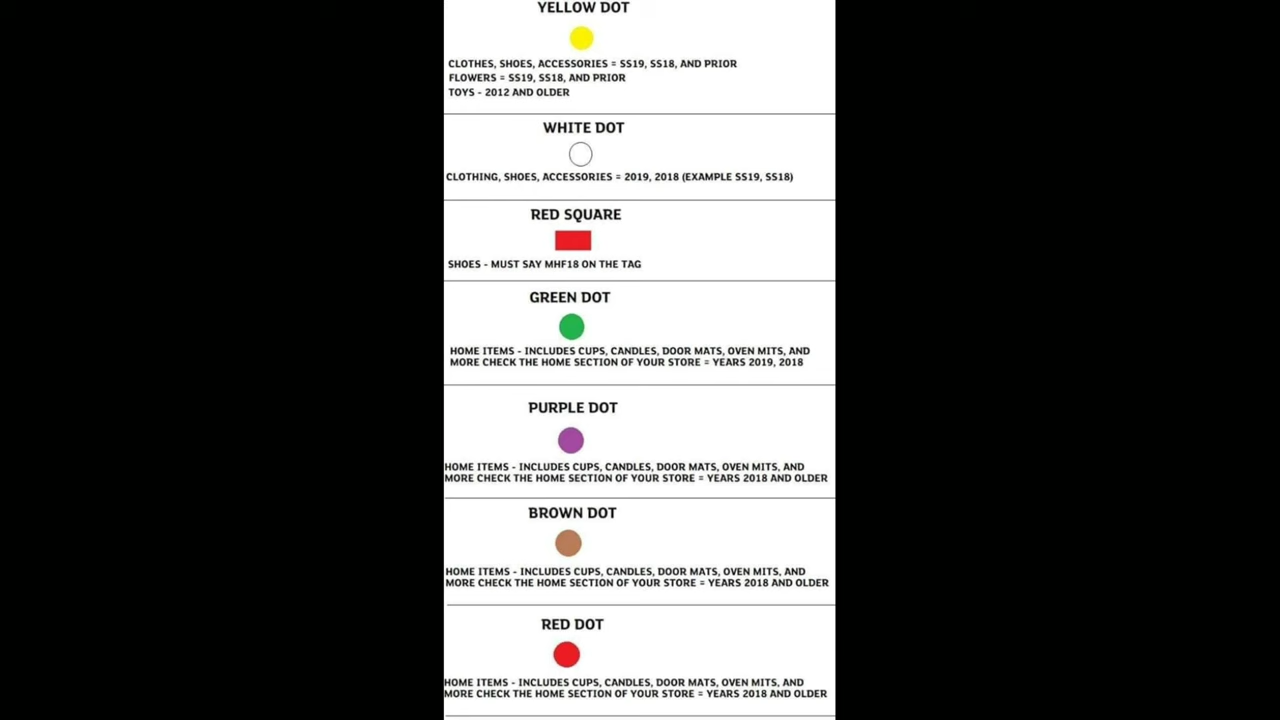 YELLOW DOT
CLOTHES, SHOES, ACCESSORIES = SS19, SS18, AND PRIOR
FLOWERS = SS19, SS18, AND PRIOR
TOYS - 2012 AND OLDER
WHITE DOT
CLOTHING, SHOES, ACCESSORIES = 2019, 2018 (EXAMPLE SS19, SS18)
RED SQUARE
SHOES - MUST SAY MHF18 ON THE TAG
GREEN DOT
HOME ITEMS - INCLUDES CUPS, CANDLES, DOOR MATS, OVEN MITS, AND
MORE CHECK THE HOME SECTION OF YOUR STORE = YEARS 2019, 2018
PURPLE DOT
HOME ITEMS - INCLUDES CUPS, CANDLES, DOOR MATS, OVEN MITS, AND
MORE CHECK THE HOME SECTION OF YOUR STORE = YEARS 2018 AND OLDER
BROWN DOT
HOME ITEMS - INCLUDES CUPS, CANDLES, DOOR MATS, OVEN MITS, AND
MORE CHECK THE HOME SECTION OF YOUR STORE = YEARS 2018 AND OLDER
RED DOT
HOME ITEMS - INCLUDES CUPS, CANDLES, DOOR MATS, OVEN MITS, AND
MORE CHECK THE HOME SECTION OF YOUR STORE = YEARS 2018 AND OLDER